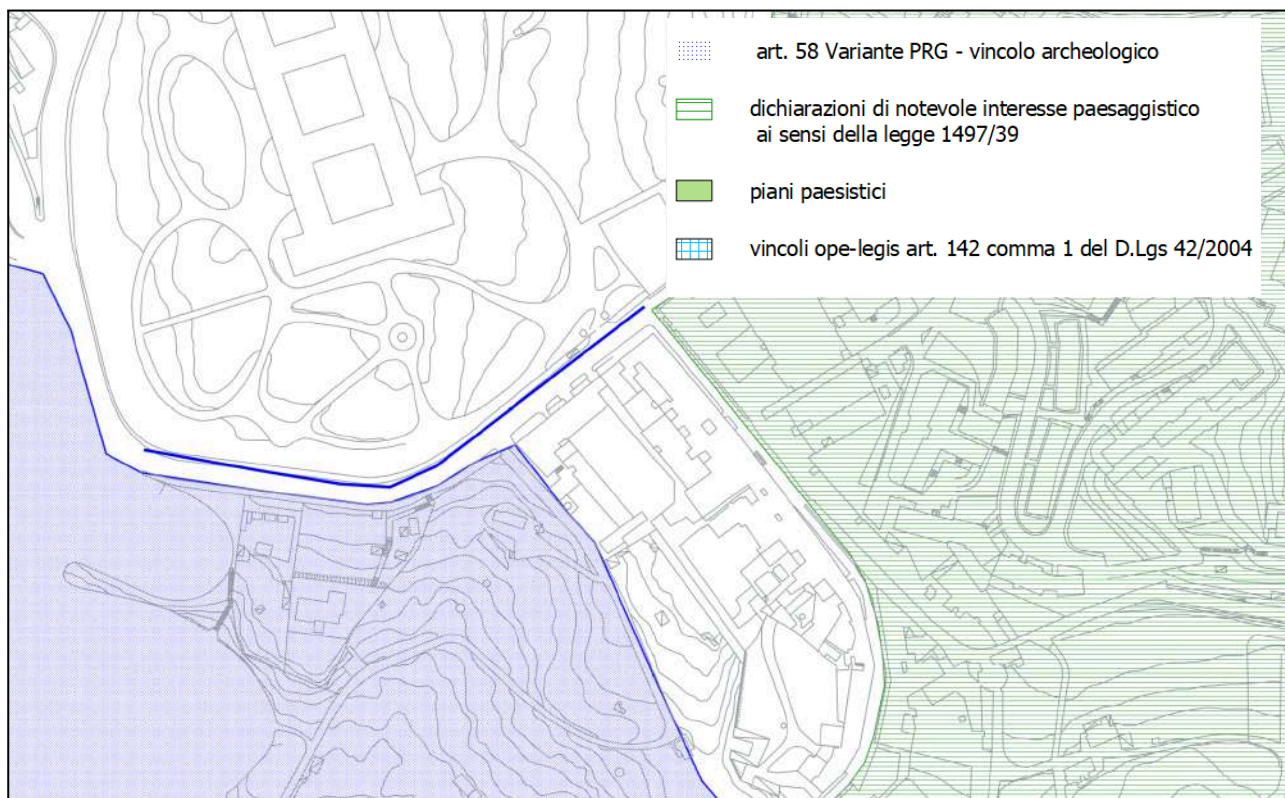 art. 58 Variante PRG - vincolo archeologico
dichiarazioni di notevole interesse paesaggistico
ai sensi della legge 1497/39
piani paesistici
vincoli ope-legis art. 142 comma 1 del D.Lgs 42/2004